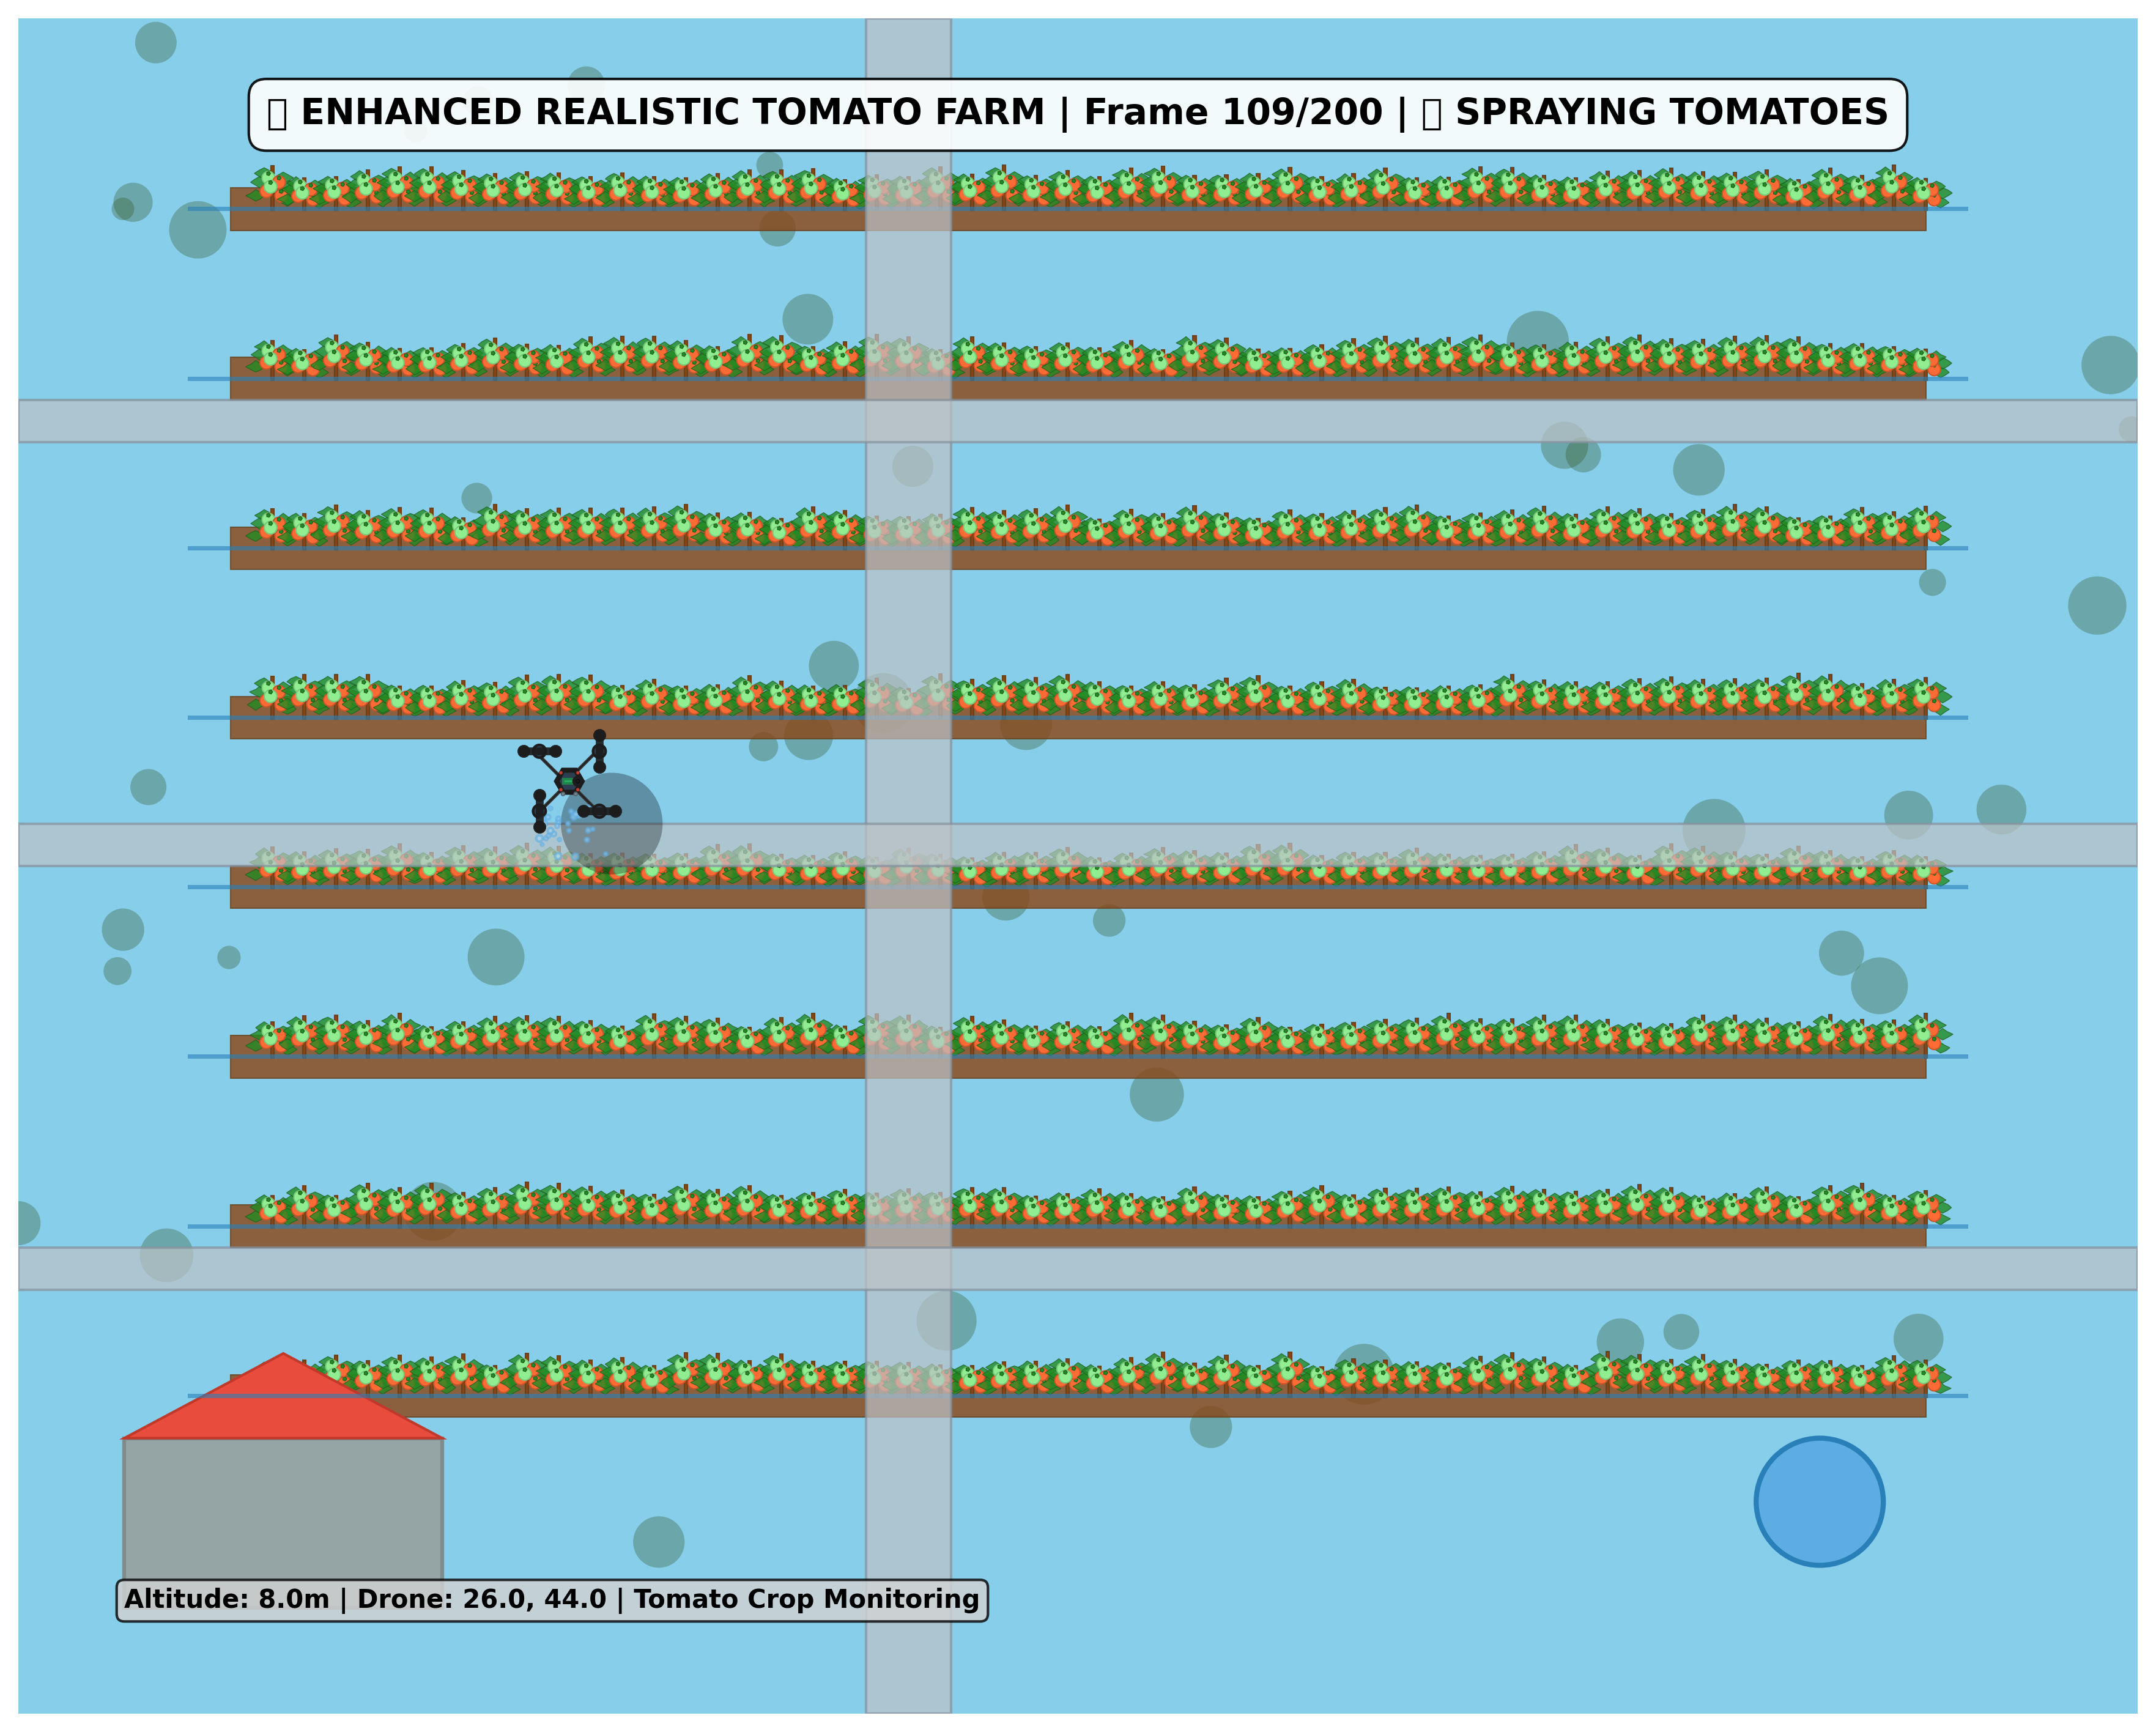 ▯ ENHANCED REALISTIC TOMATO FARM | Frame 109/200 | ▯ SPRAYING TOMATOES
Altitude: 8.0m | Drone: 26.0, 44.0 | Tomato Crop Monitoring